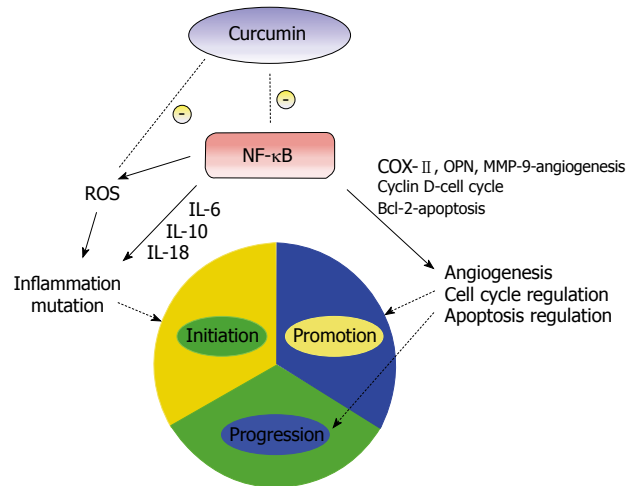 Curcumin
-
-
NF-κB
COX-Ⅱ, OPN, MMP-9-angiogenesis
Cyclin D-cell cycle
Bcl-2-apoptosis
ROS
IL-6
IL-10
IL-18
Inflammation
mutation
Angiogenesis
Cell cycle regulation
Apoptosis regulation
Initiation
Promotion
Progression